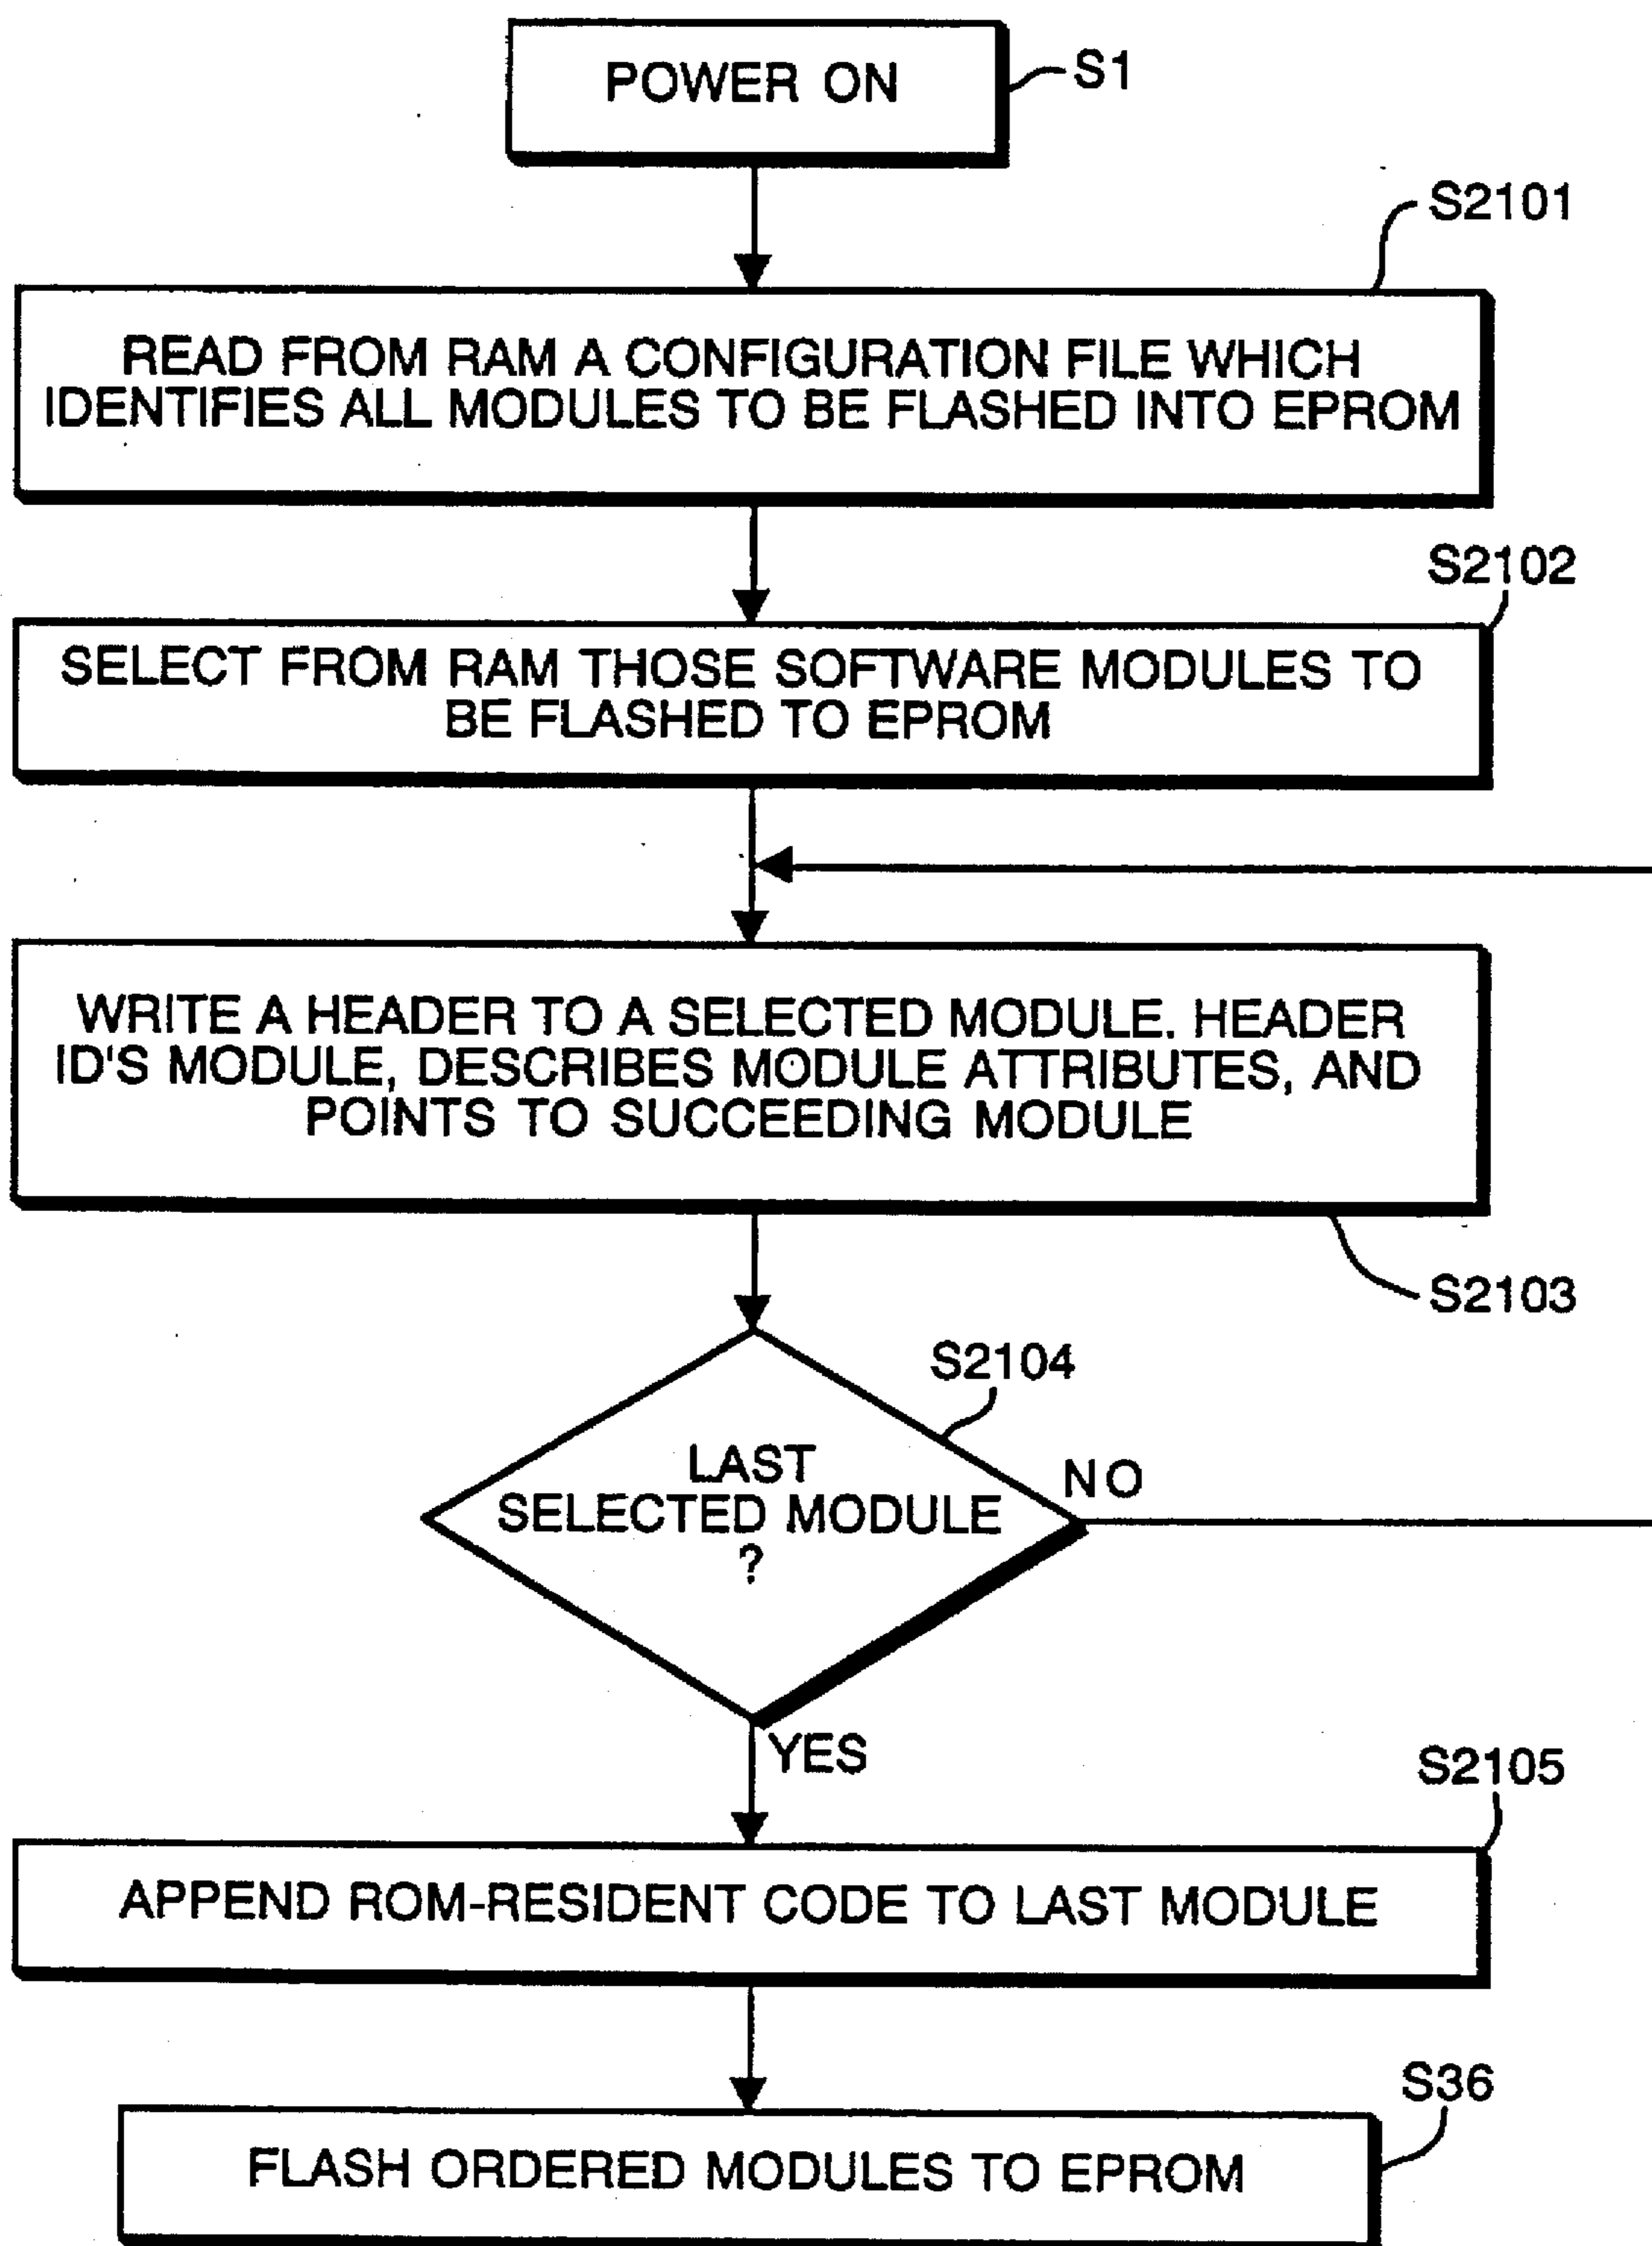 POWER ON
S1
S2101
READ FROM RAM A CONFIGURATION FILE WHICH
IDENTIFIES ALL MODULES TO BE FLASHED INTO EPROM
S2102
SELECT FROM RAM THOSE SOFTWARE MODULES TO
BE FLASHED TO EPROM
WRITE A HEADER TO A SELECTED MODULE. HEADER
ID'S MODULE, DESCRIBES MODULE ATTRIBUTES, AND
POINTS TO SUCCEEDING MODULE
S2103
S2104
LAST
SELECTED MODULE
?
NO
YES
S2105
APPEND ROM-RESIDENT CODE TO LAST MODULE
S36
FLASH ORDERED MODULES TO EPROM